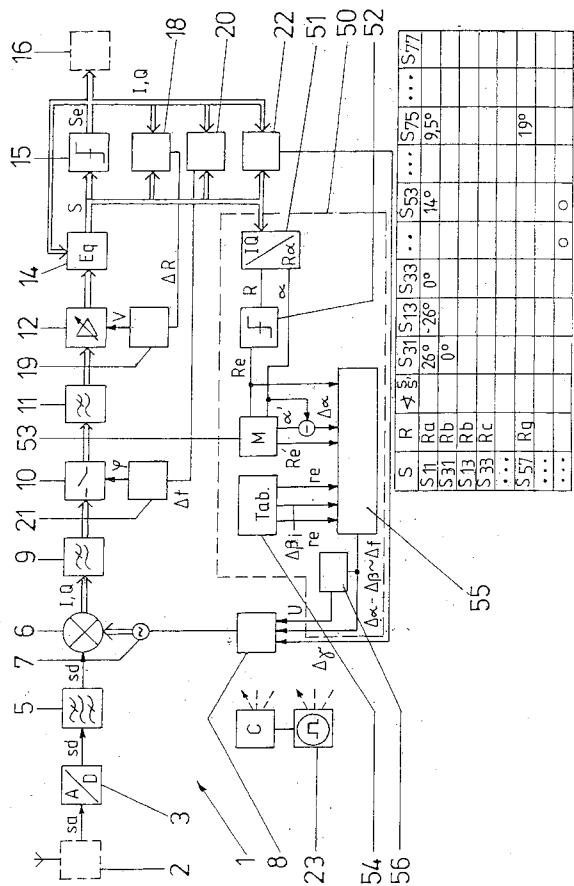 16
15
14
12
19
11
53
10
21
9
6
7
5
3
2
18
20
22
51
50
52
sa
A/D
sd
sd
I,Q
φ
Δt
V
ΔR
Eq
S
Se
I,Q
IQ/Rα
R
α
Re
M
Re'
α'
−
Δα
Tab.
re
Δβi
re
U
Δα - Δβ ~ Δf
Δγ
C
1
8
23
54
56
55
S R S31 S13 S33 ·· S53 ··· S75 ··· S77
S11 Ra 26° -26° 0° 14° 9,5°
S31 Rb 0°
S13 Rb
S33 Rc
···
S57 Rg 19°
···
··· o o